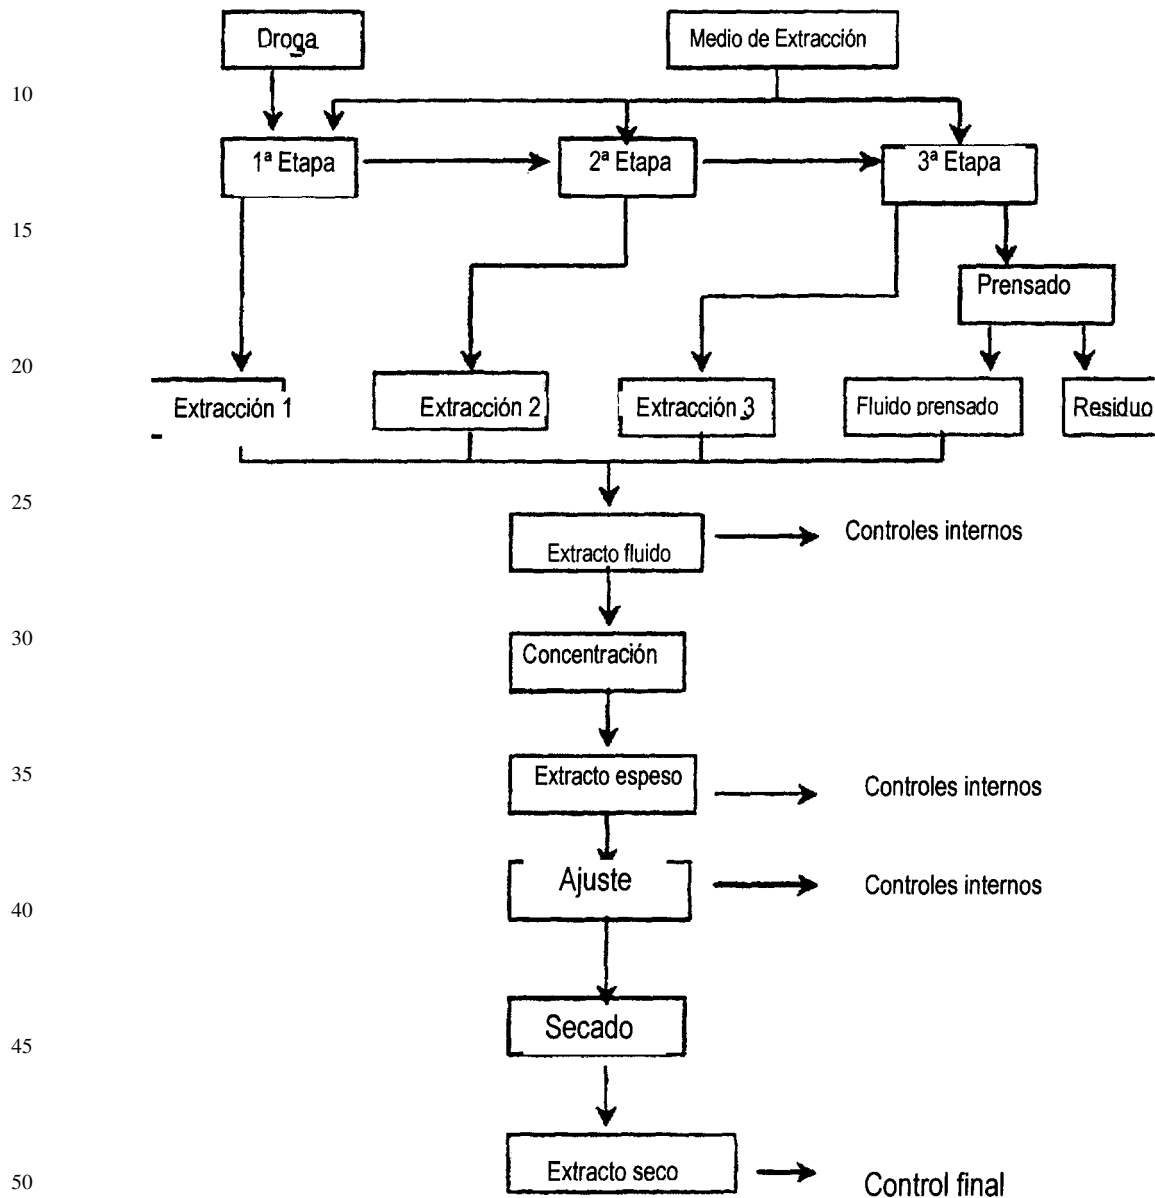 Droga
Medio de Extracción
10
1ª Etapa
2ª Etapa
3ª Etapa
15
Prensado
20
Extracción 1
Extracción 2
Extracción 3
Fluido prensado
Residuo
25
Extracto fluido
Controles internos
30
Concentración
35
Extracto espeso
Controles internos
Ajuste
Controles internos
40
Secado
45
Extracto seco
Control final
50